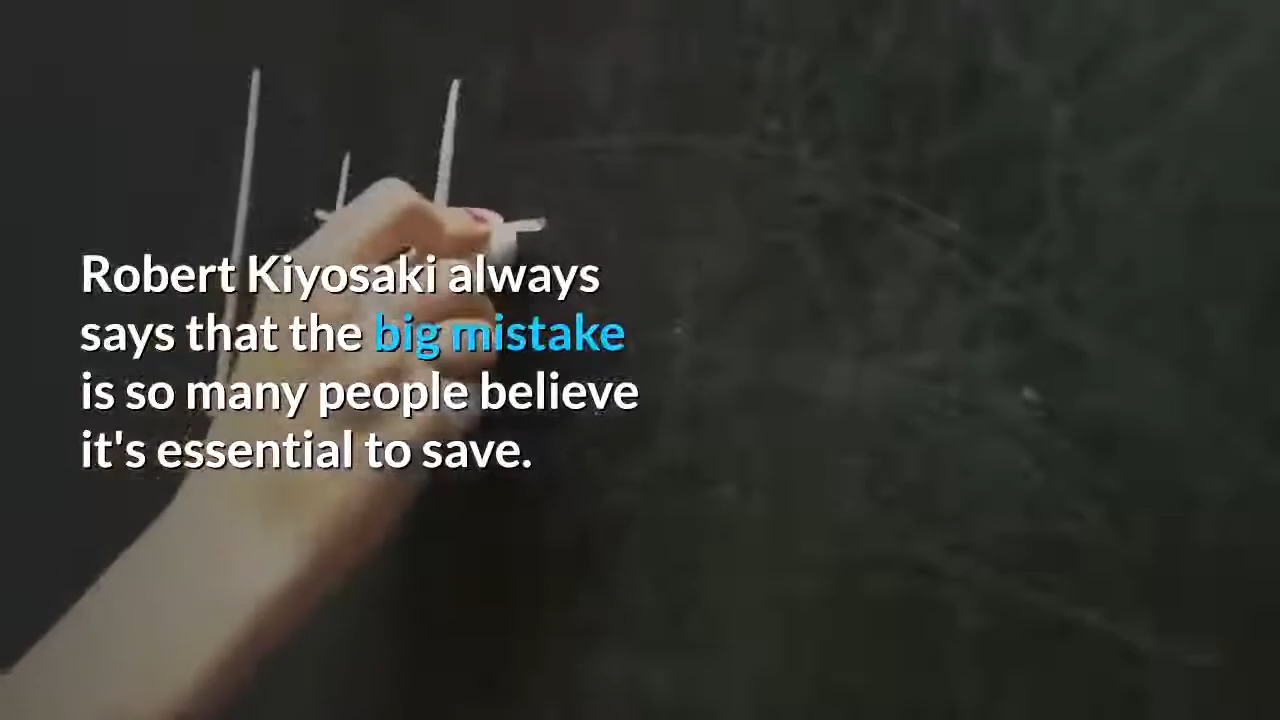 Robert Kiyosaki always
says that the big mistake
is so many people believe
it's essential to save.